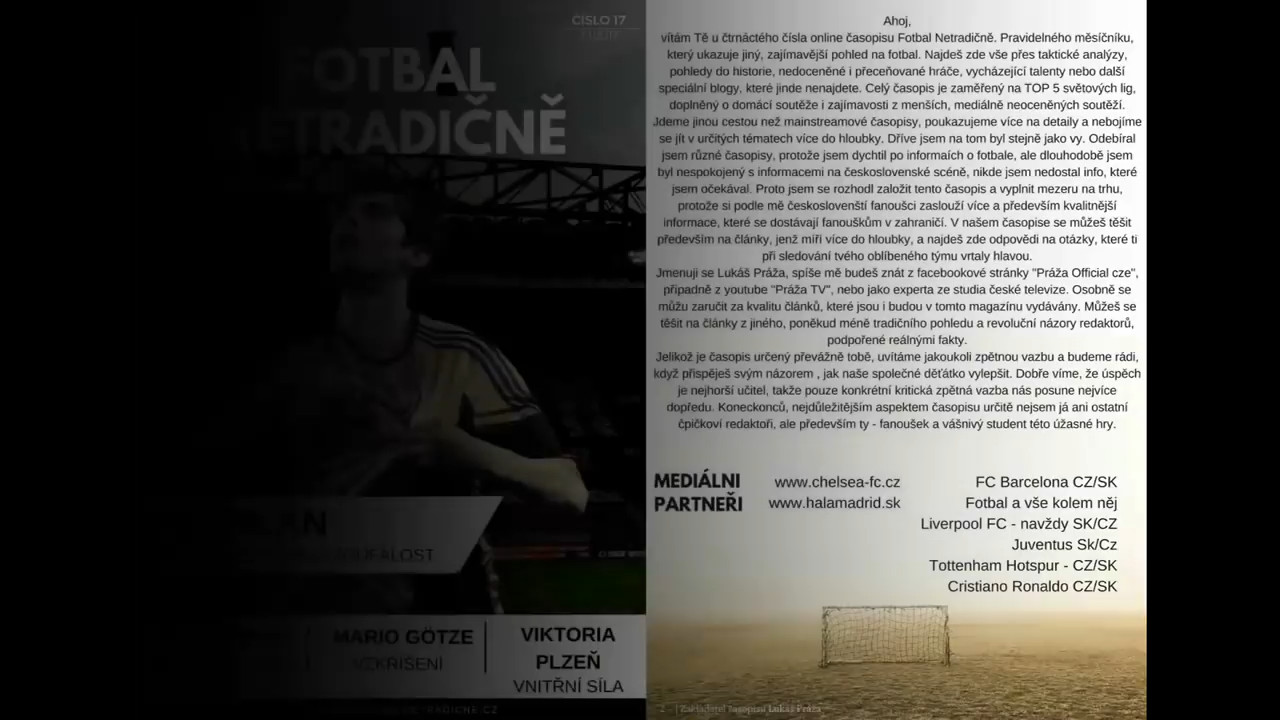 ČÍSLO 17
FOTBAL
NETRADIČNĚ
MARIO GÖTZE
VZKŘÍŠENÍ
VIKTORIA
PLZEŇ
VNITŘNÍ SÍLA
Ahoj,
vítám Tě u čtrnáctého čísla online časopisu Fotbal Netradičně. Pravidelného měsíčníku,
který ukazuje jiný, zajímavější pohled na fotbal. Najdeš zde vše přes taktické analýzy,
pohledy do historie, nedoceněné i přeceňované hráče, vycházející talenty nebo další
speciální blogy, které jinde nenajdete. Celý časopis je zaměřený na TOP 5 světových lig,
doplněný o domácí soutěže i zajímavosti z menších, mediálně neoceněných soutěží.
Jdeme jinou cestou než mainstreamové časopisy, poukazujeme více na detaily a nebojíme
se jít v určitých tématech více do hloubky. Dříve jsem na tom byl stejně jako vy. Odebíral
jsem různé časopisy, protože jsem dychtil po informaích o fotbale, ale dlouhodobě jsem
byl nespokojený s informacemi na československé scéně, nikde jsem nedostal info, které
jsem očekával. Proto jsem se rozhodl založit tento časopis a vyplnit mezeru na trhu,
protože si podle mě českoslovenští fanoušci zaslouží více a především kvalitnější
informace, které se dostávají fanouškům v zahraničí. V našem časopise se můžeš těšit
především na články, jenž míří více do hloubky, a najdeš zde odpovědi na otázky, které ti
při sledování tvého oblíbeného týmu vrtaly hlavou.
Jmenuji se Lukáš Práža, spíše mě budeš znát z facebookové stránky "Práža Official cze",
případně z youtube "Práža TV", nebo jako experta ze studia české televize. Osobně se
můžu zaručit za kvalitu článků, které jsou i budou v tomto magazínu vydávány. Můžeš se
těšit na články z jiného, poněkud méně tradičního pohledu a revoluční názory redaktorů,
podpořené reálnými fakty.
Jelikož je časopis určený převážně tobě, uvítáme jakoukoli zpětnou vazbu a budeme rádi,
když přispěješ svým názorem , jak naše společné děťátko vylepšit. Dobře víme, že úspěch
je nejhorší učitel, takže pouze konkrétní kritická zpětná vazba nás posune nejvíce
dopředu. Koneckonců, nejdůležitějším aspektem časopisu určitě nejsem já ani ostatní
čpičkoví redaktoři, ale především ty - fanoušek a vášnivý student této úžasné hry.
MEDIÁLNI
PARTNEŘI
www.chelsea-fc.cz
www.halamadrid.sk
FC Barcelona CZ/SK
Fotbal a vše kolem něj
Liverpool FC - navždy SK/CZ
Juventus Sk/Cz
Tottenham Hotspur - CZ/SK
Cristiano Ronaldo CZ/SK
2 | Zakladatel časopisu Lukáš Práža